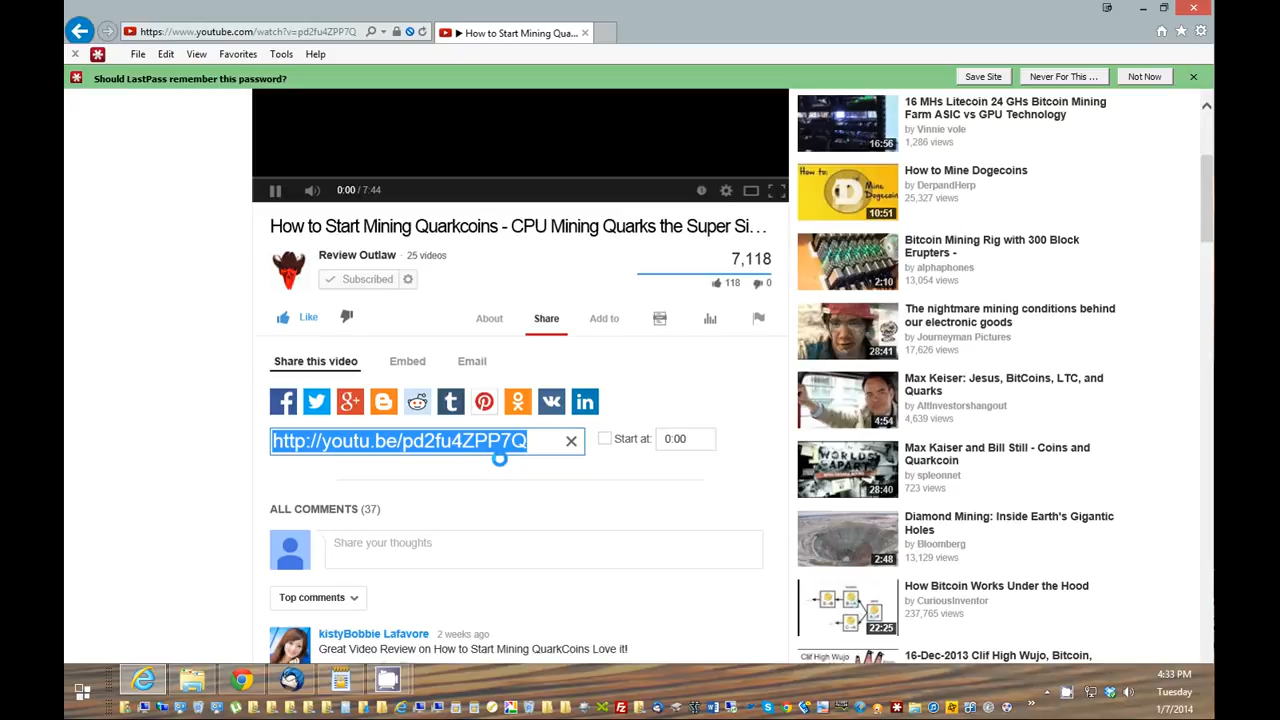 https://www.youtube.com/watch?v=pd2fu4ZPP7Q
How to Start Mining Qua...
File Edit View Favorites Tools Help
Should LastPass remember this password?
Save Site
Never For This ...
Not Now
0:00 / 7:44
How to Start Mining Quarkcoins - CPU Mining Quarks the Super Si...
Review Outlaw · 25 videos
Subscribed
7,118
118 0
Like
About
Share
Add to
Share this video
Embed
Email
http://youtu.be/pd2fu4ZPP7Q
Start at: 0:00
ALL COMMENTS (37)
Share your thoughts
Top comments
kistyBobbie Lafavore 2 weeks ago
Great Video Review on How to Start Mining QuarkCoins Love it!
16 MHs Litecoin 24 GHs Bitcoin Mining
Farm ASIC vs GPU Technology
by Vinnie vole
1,286 views
16:56
How to: Mine Dogecoin
How to Mine Dogecoins
by DerpandHerp
25,327 views
10:51
Bitcoin Mining Rig with 300 Block
Erupters -
by alphaphones
13,054 views
2:10
The nightmare mining conditions behind
our electronic goods
by Journeyman Pictures
17,626 views
28:41
Max Keiser: Jesus, BitCoins, LTC, and
Quarks
by AltInvestorshangout
4,639 views
4:54
Max Kaiser and Bill Still - Coins and
Quarkcoin
by spleonnet
723 views
WORLDS APART
28:40
Diamond Mining: Inside Earth's Gigantic
Holes
by Bloomberg
13,129 views
2:48
How Bitcoin Works Under the Hood
by CuriousInventor
237,765 views
22:25
Clif High Wujo
16-Dec-2013 Clif High Wujo, Bitcoin,
4:33 PM
Tuesday
1/7/2014